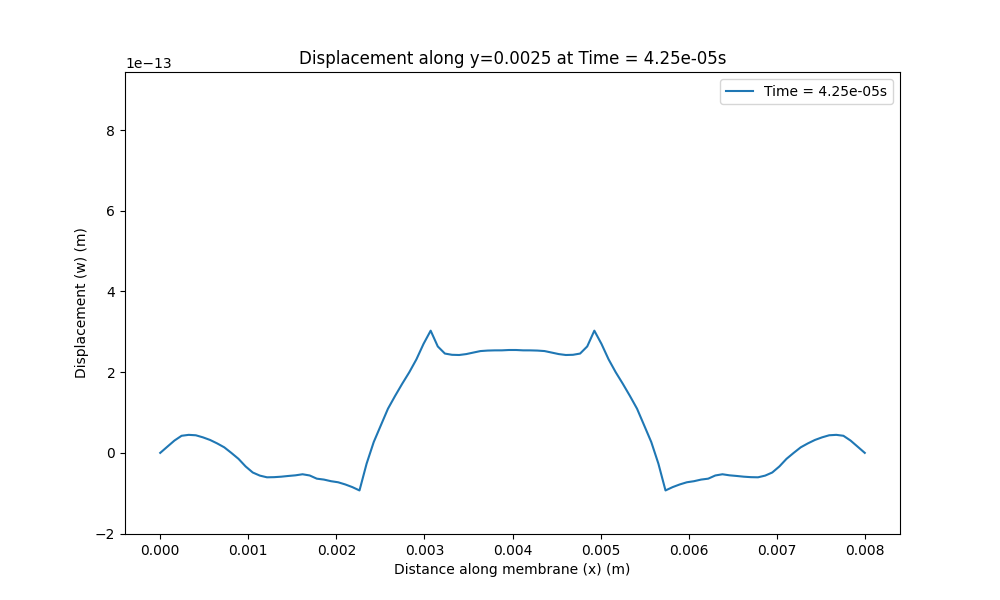 Displacement along y=0.0025 at Time = 4.25e-05s
1e−13
Time = 4.25e-05s
8
6
4
2
0
−2
Displacement (w) (m)
0.000 0.001 0.002 0.003 0.004 0.005 0.006 0.007 0.008
Distance along membrane (x) (m)